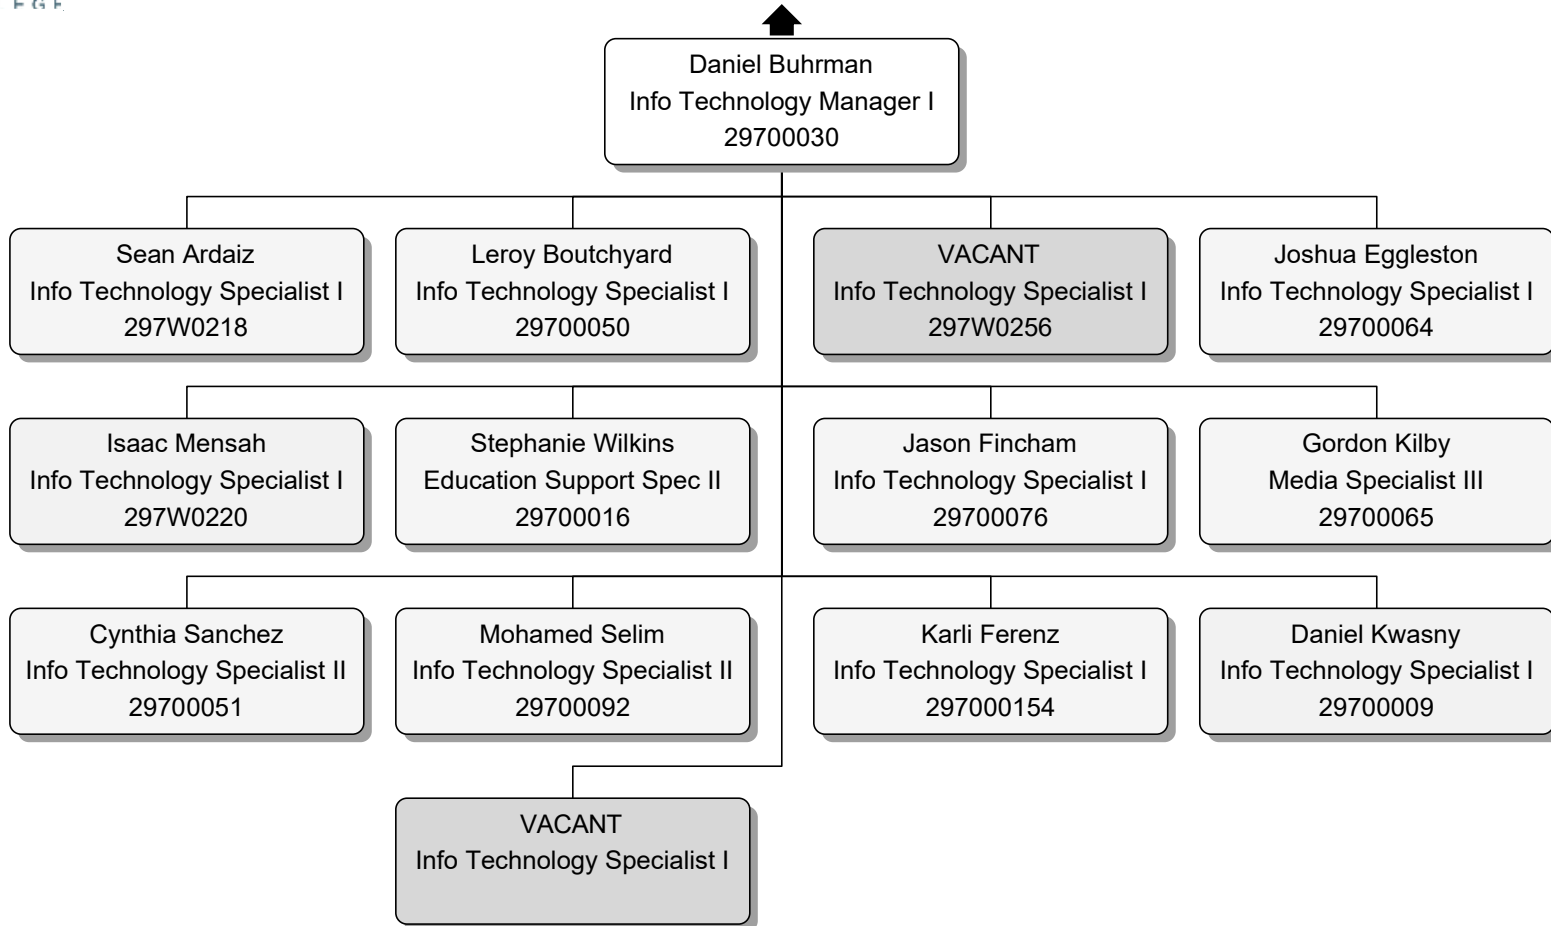 Daniel Buhrman
Info Technology Manager I
29700030
Sean Ardaiz
Info Technology Specialist I
297W0218
Leroy Boutchyard
Info Technology Specialist I
29700050
VACANT
Info Technology Specialist I
297W0256
Joshua Eggleston
Info Technology Specialist I
29700064
Isaac Mensah
Info Technology Specialist I
297W0220
Stephanie Wilkins
Education Support Spec II
29700016
Jason Fincham
Info Technology Specialist I
29700076
Gordon Kilby
Media Specialist III
29700065
Cynthia Sanchez
Info Technology Specialist II
29700051
Mohamed Selim
Info Technology Specialist II
29700092
Karli Ferenz
Info Technology Specialist I
297000154
Daniel Kwasny
Info Technology Specialist I
29700009
VACANT
Info Technology Specialist I